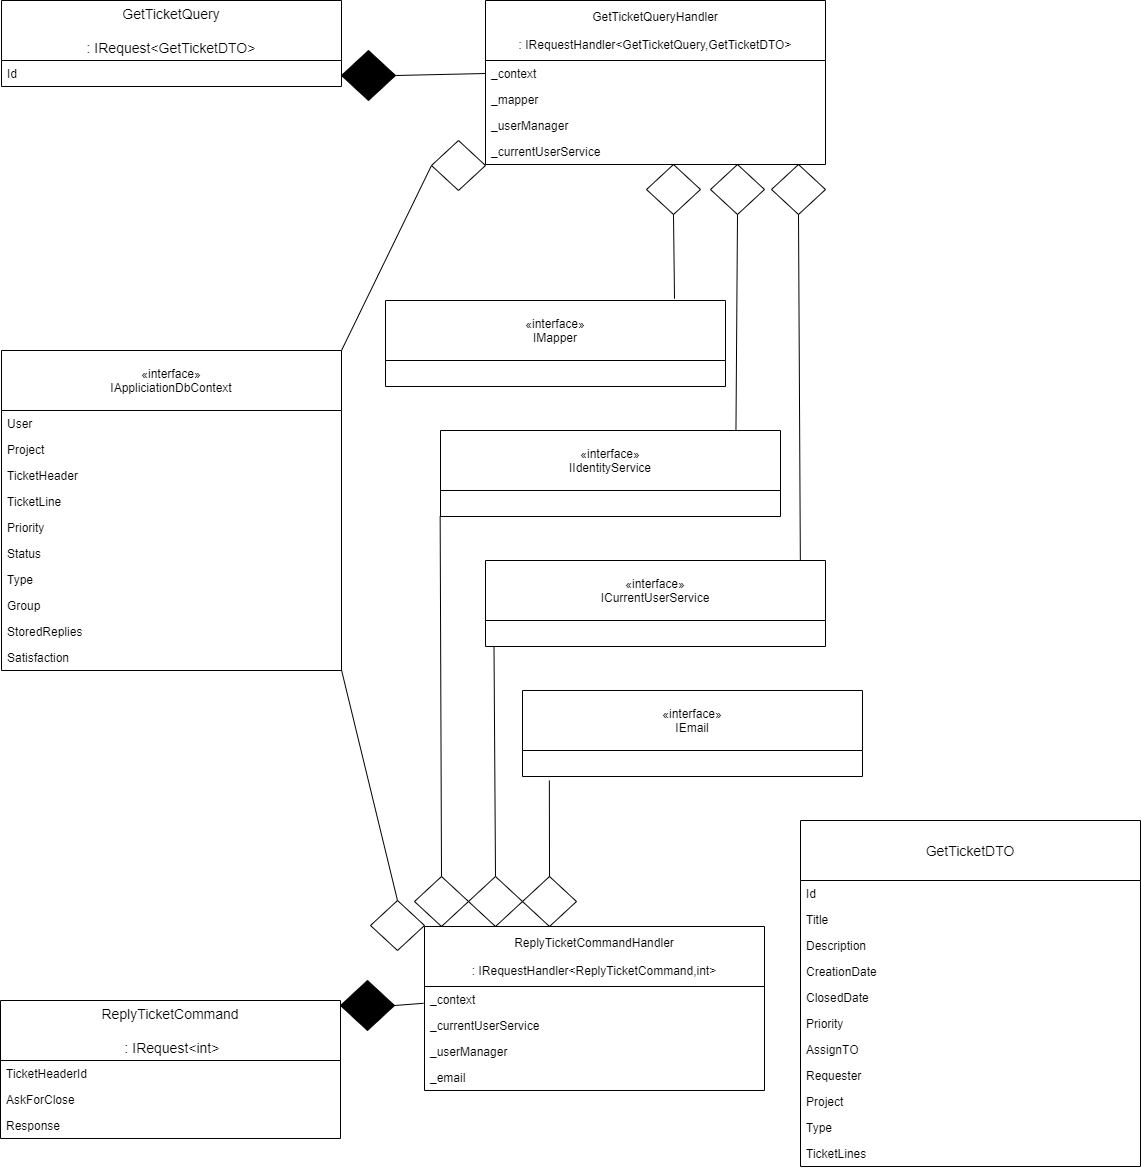 GetTicketQuery
: IRequest<GetTicketDTO>
Id
GetTicketQueryHandler
: IRequestHandler<GetTicketQuery,GetTicketDTO>
_context
_mapper
_userManager
_currentUserService
«interface»
IMapper
«interface»
IAppliciationDbContext
User
Project
TicketHeader
TicketLine
Priority
Status
Type
Group
StoredReplies
Satisfaction
«interface»
IIdentityService
«interface»
ICurrentUserService
«interface»
IEmail
GetTicketDTO
Id
Title
Description
CreationDate
ClosedDate
Priority
AssignTO
Requester
Project
Type
TicketLines
ReplyTicketCommandHandler
: IRequestHandler<ReplyTicketCommand,int>
_context
_currentUserService
_userManager
_email
ReplyTicketCommand
: IRequest<int>
TicketHeaderId
AskForClose
Response